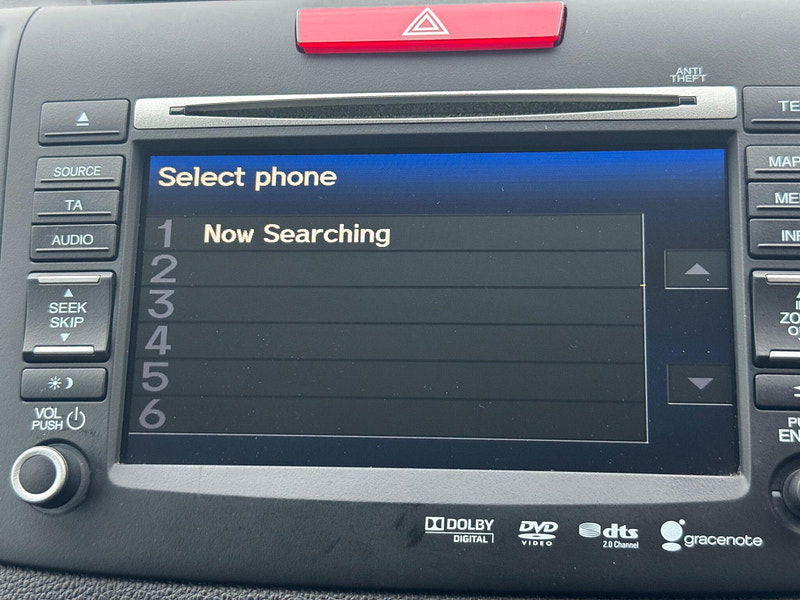 ANTI
THEFT
SOURCE
TA
AUDIO
SEEK
SKIP
VOL
PUSH
Select phone
1 Now Searching
2
3
4
5
6
MAP
DOLBY
DIGITAL
DVD
VIDEO
dts
2.0 Channel
gracenote